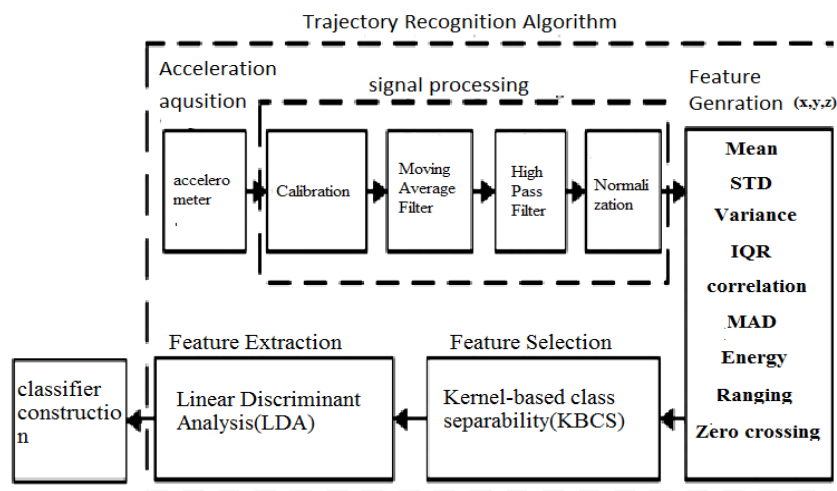 Trajectory Recognition Algorithm
Acceleration
aqusition
signal processing
Feature
Genration (x,y,z)
accelero
meter
Calibration
Moving
Average
Filter
High
Pass
Filter
Normali
zation
Mean
STD
Variance
IQR
correlation
MAD
Energy
Ranging
Zero crossing
Feature Selection
Kernel-based class
separability(KBCS)
Feature Extraction
Linear Discriminant
Analysis(LDA)
classifier
constructio
n